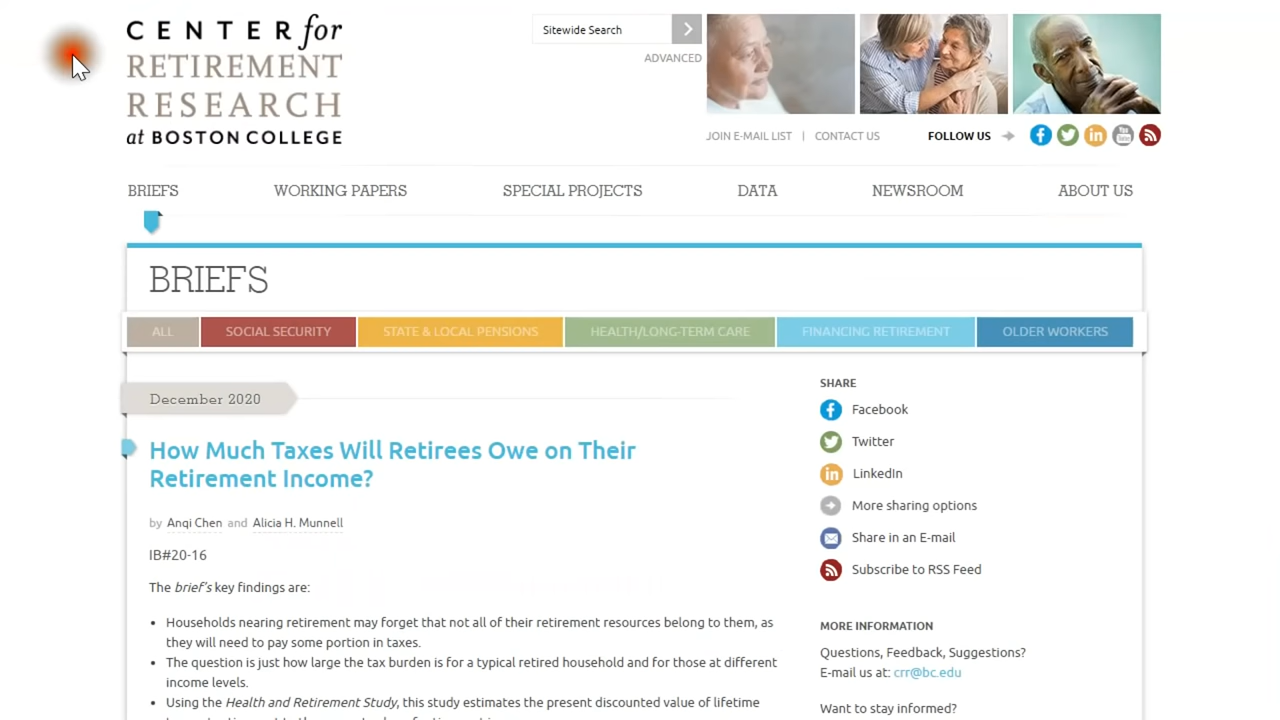 CENTER for
RETIREMENT
RESEARCH
at BOSTON COLLEGE
Sitewide Search
ADVANCED
JOIN E-MAIL LIST | CONTACT US
FOLLOW US
You
Tube
BRIEFS
WORKING PAPERS
SPECIAL PROJECTS
DATA
NEWSROOM
ABOUT US
BRIEFS
ALL
SOCIAL SECURITY
STATE & LOCAL PENSIONS
HEALTH/LONG-TERM CARE
FINANCING RETIREMENT
OLDER WORKERS
December 2020
How Much Taxes Will Retirees Owe on Their
Retirement Income?
by Anqi Chen and Alicia H. Munnell
IB#20-16
The brief's key findings are:
• Households nearing retirement may forget that not all of their retirement resources belong to them, as
they will need to pay some portion in taxes.
• The question is just how large the tax burden is for a typical retired household and for those at different
income levels.
• Using the Health and Retirement Study, this study estimates the present discounted value of lifetime
SHARE
Facebook
Twitter
LinkedIn
More sharing options
Share in an E-mail
Subscribe to RSS Feed
MORE INFORMATION
Questions, Feedback, Suggestions?
E-mail us at: crr@bc.edu
Want to stay informed?